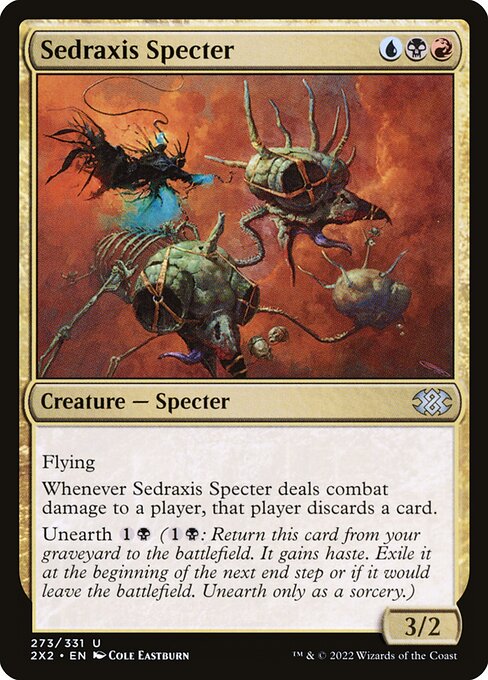 Sedraxis Specter
Creature — Specter
Flying
Whenever Sedraxis Specter deals combat
damage to a player, that player discards a card.
Unearth 1 (1: Return this card from your
graveyard to the battlefield. It gains haste. Exile it
at the beginning of the next end step or if it would
leave the battlefield. Unearth only as a sorcery.)
3/2
273/331 U
2X2 • EN Cole Eastburn
™ & © 2022 Wizards of the Coast